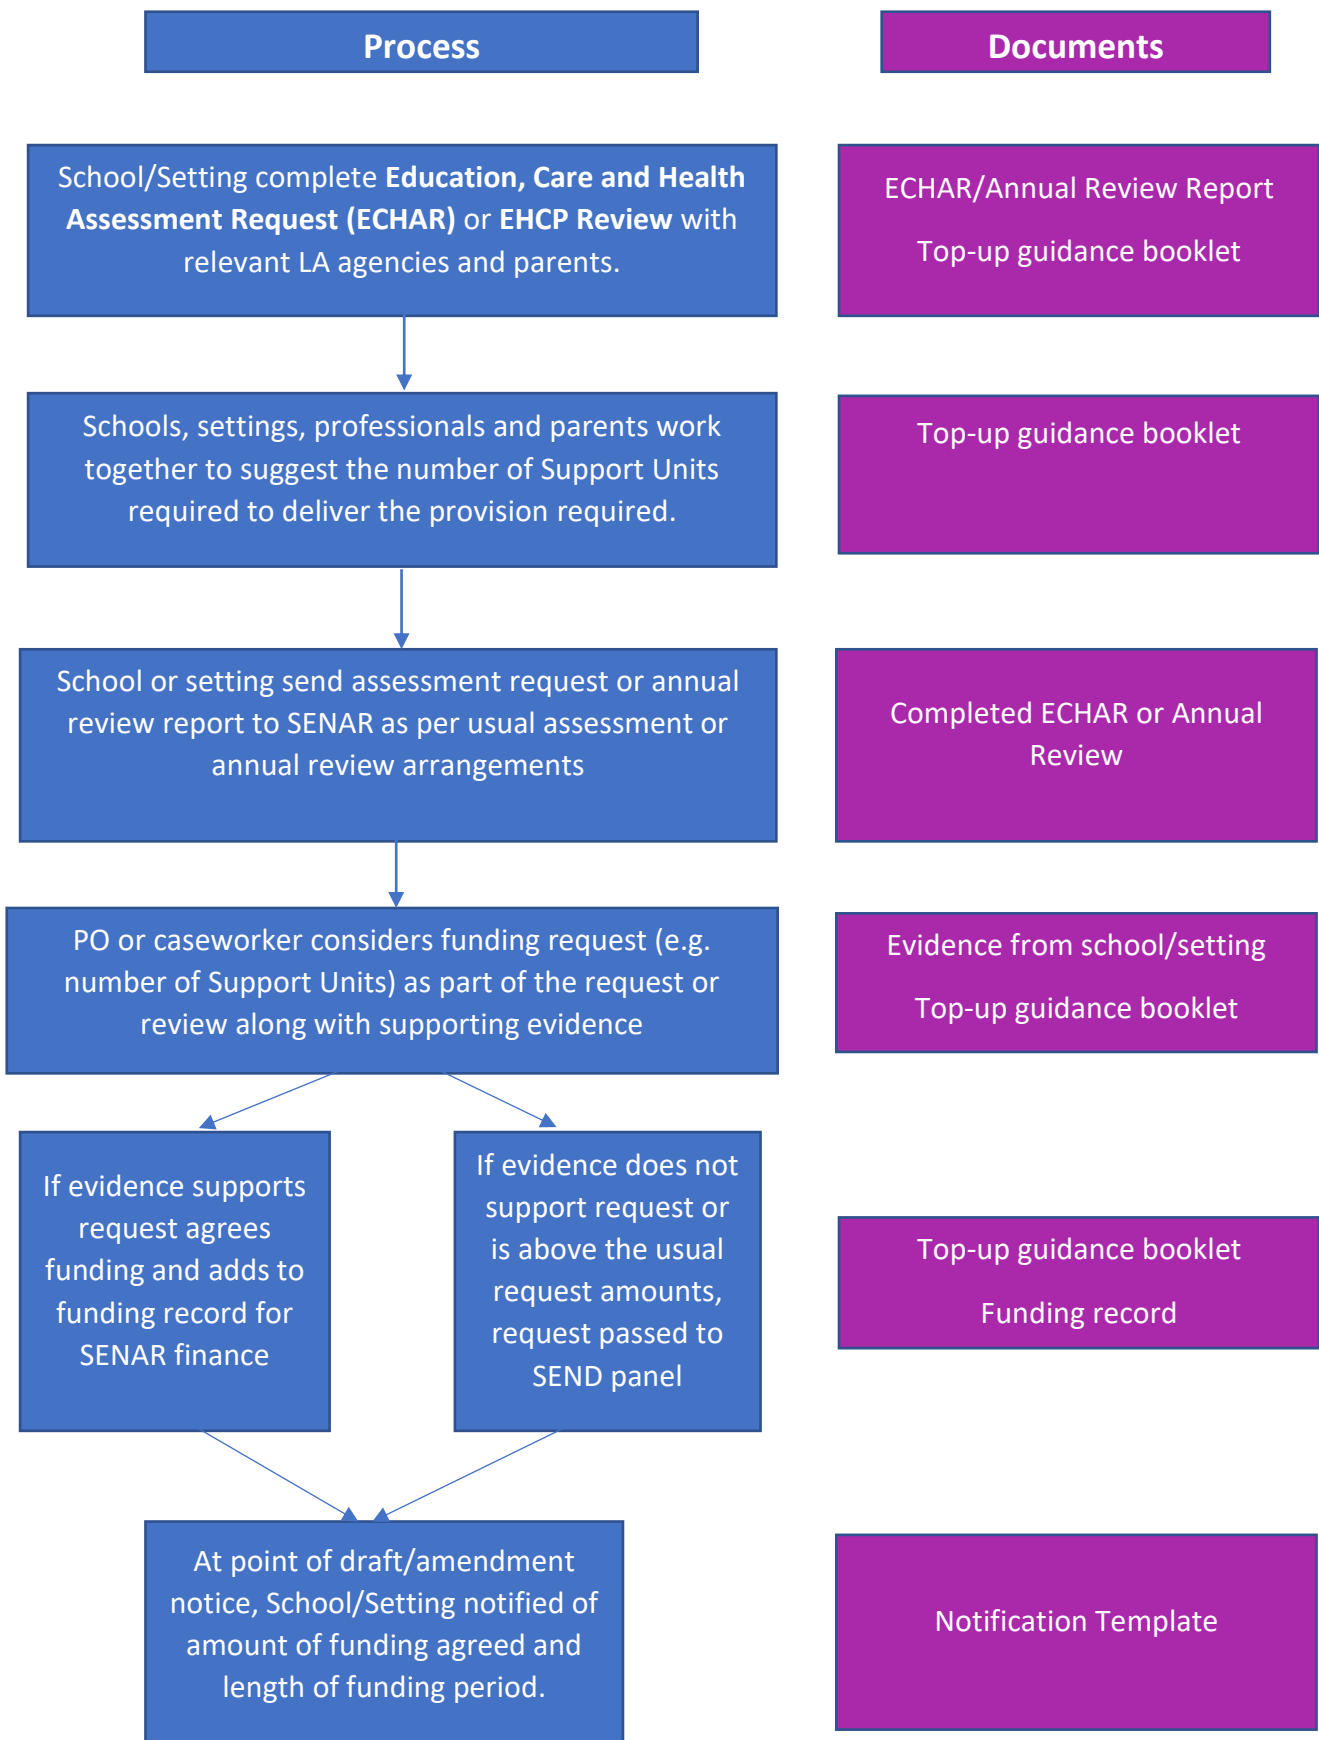 Process
Documents
School/Setting complete Education, Care and Health
Assessment Request (ECHAR) or EHCP Review with
relevant LA agencies and parents.
ECHAR/Annual Review Report
Top-up guidance booklet
Schools, settings, professionals and parents work
together to suggest the number of Support Units
required to deliver the provision required.
Top-up guidance booklet
School or setting send assessment request or annual
review report to SENAR as per usual assessment or
annual review arrangements
Completed ECHAR or Annual
Review
PO or caseworker considers funding request (e.g.
number of Support Units) as part of the request or
review along with supporting evidence
Evidence from school/setting
Top-up guidance booklet
If evidence supports
request agrees
funding and adds to
funding record for
SENAR finance
If evidence does not
support request or
is above the usual
request amounts,
request passed to
SEND panel
Top-up guidance booklet
Funding record
At point of draft/amendment
notice, School/Setting notified of
amount of funding agreed and
length of funding period.
Notification Template